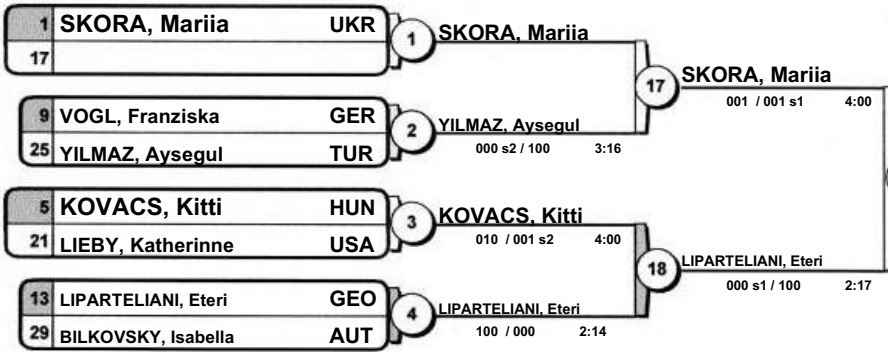 1 SKORA, Mariia UKR
17
1 SKORA, Mariia
9 VOGL, Franziska GER
25 YILMAZ, Aysegul TUR
2 YILMAZ, Aysegul
000 s2 / 100 3:16
17 SKORA, Mariia
001 / 001 s1 4:00
5 KOVACS, Kitti HUN
21 LIEBY, Katherinne USA
3 KOVACS, Kitti
010 / 001 s2 4:00
13 LIPARTELIANI, Eteri GEO
29 BILKOVSKY, Isabella AUT
4 LIPARTELIANI, Eteri
100 / 000 2:14
18 LIPARTELIANI, Eteri
000 s1 / 100 2:17